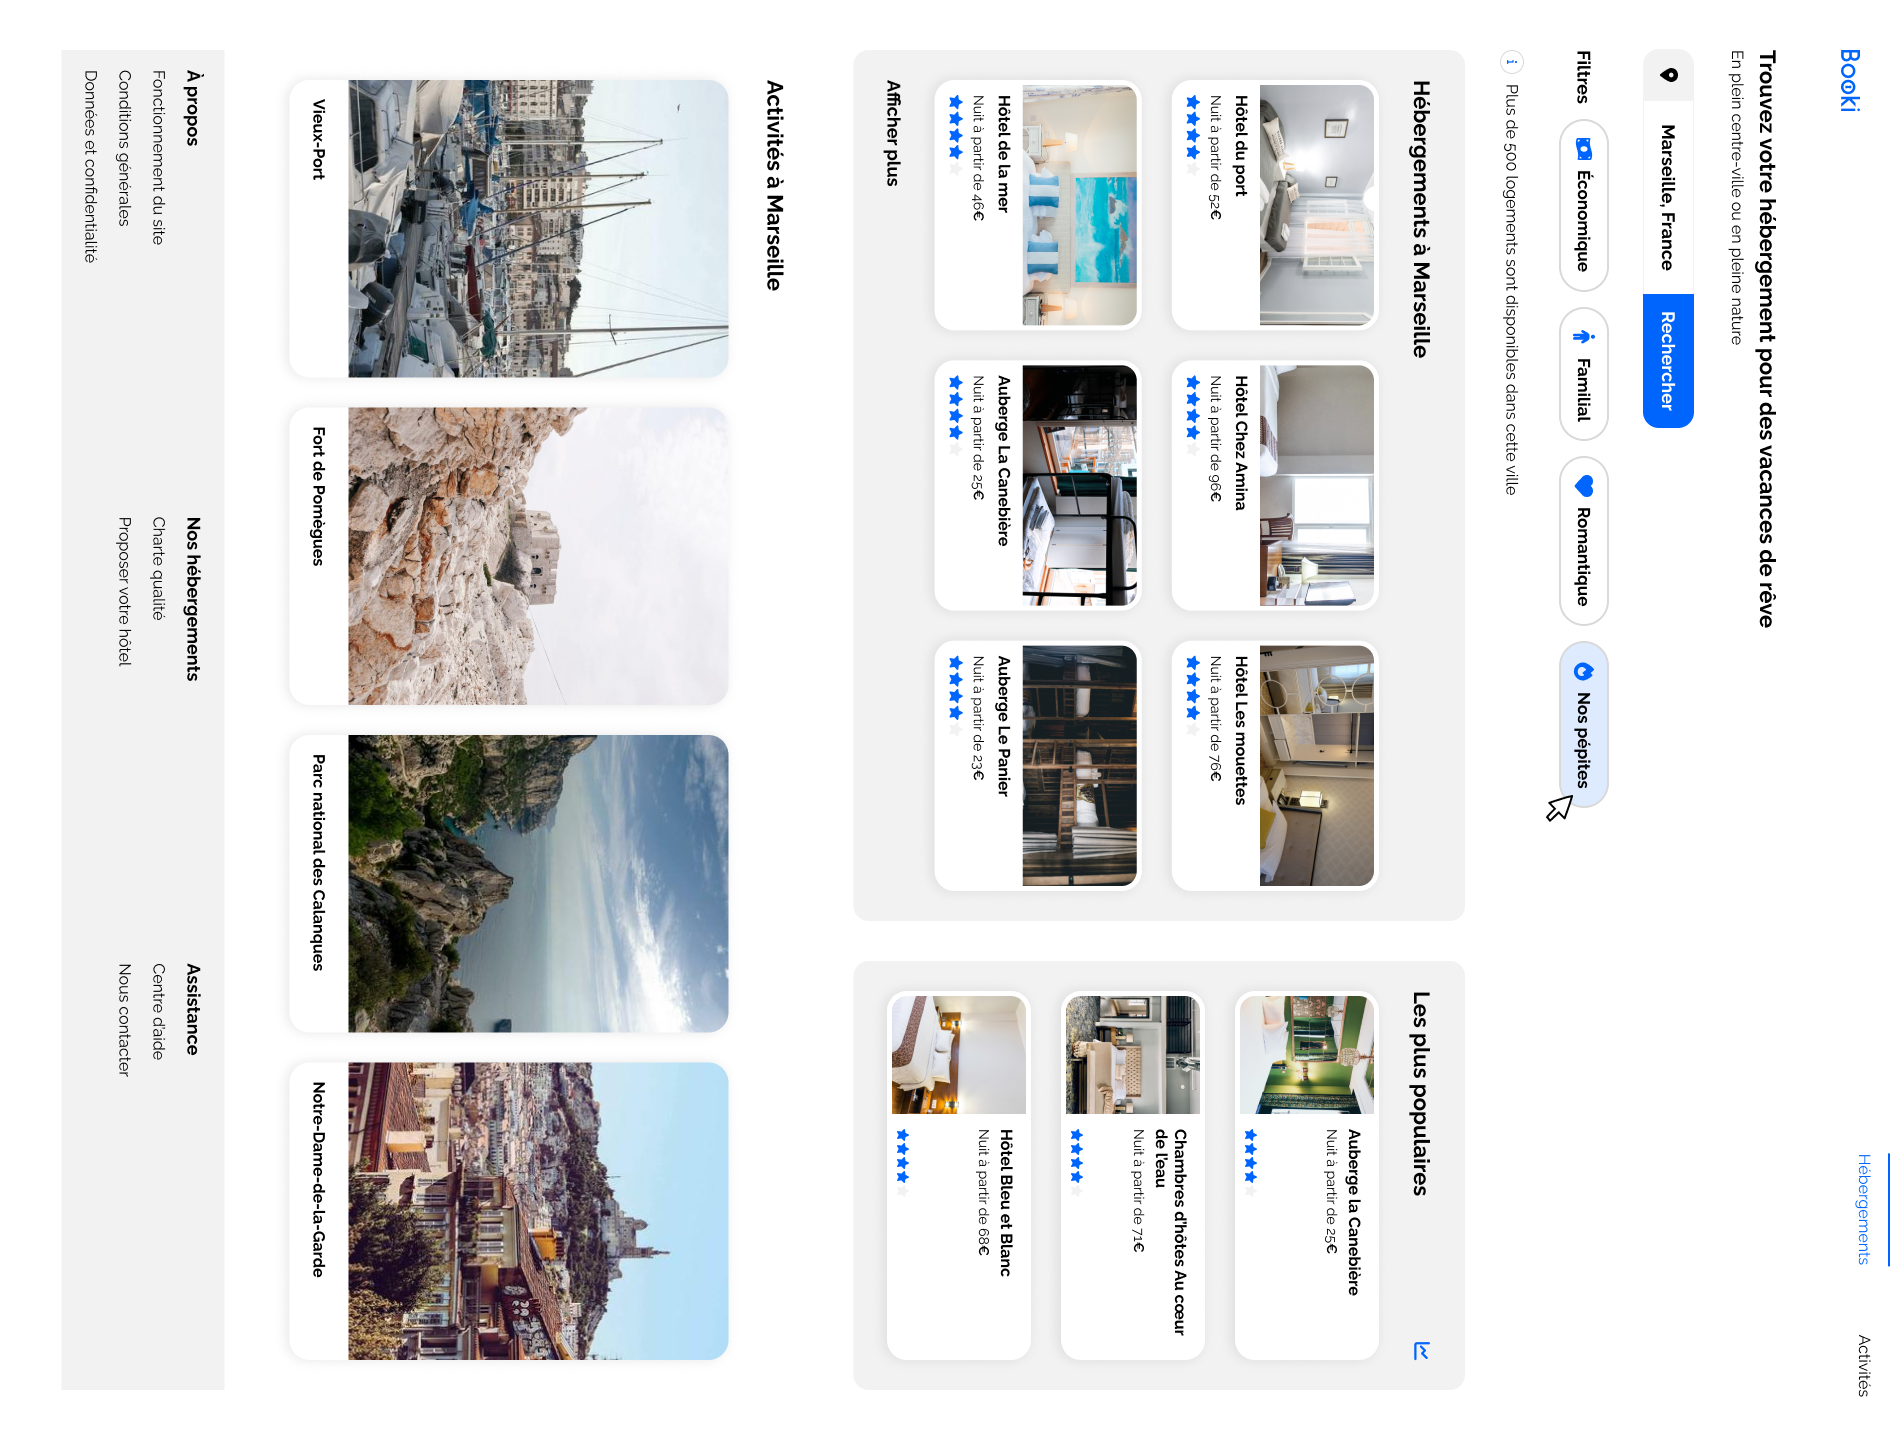 Booki
Hébergements
Activités
Trouvez votre hébergement pour des vacances de rêve
En plein centre-ville ou en pleine nature
Marseille, France
Rechercher
Filtres
Économique
Familial
Romantique
Nos pépites
i
Plus de 500 logements sont disponibles dans cette ville
Hébergements à Marseille
Hôtel du port
Nuit à partir de 52€
Hôtel Chez Amina
Nuit à partir de 96€
Hôtel Les mouettes
Nuit à partir de 76€
Hôtel de la mer
Nuit à partir de 46€
Auberge La Canebière
Nuit à partir de 25€
Auberge Le Panier
Nuit à partir de 23€
Afficher plus
Les plus populaires
Auberge la Canebière
Nuit à partir de 25€
Chambres d'hôtes Au cœur
de l'eau
Nuit à partir de 71€
Hôtel Bleu et Blanc
Nuit à partir de 68€
Activités à Marseille
Vieux-Port
Fort de Pomègues
Parc national des Calanques
Notre-Dame-de-la-Garde
À propos
Fonctionnement du site
Conditions générales
Données et confidentialité
Nos hébergements
Charte qualité
Proposer votre hôtel
Assistance
Centre d'aide
Nous contacter